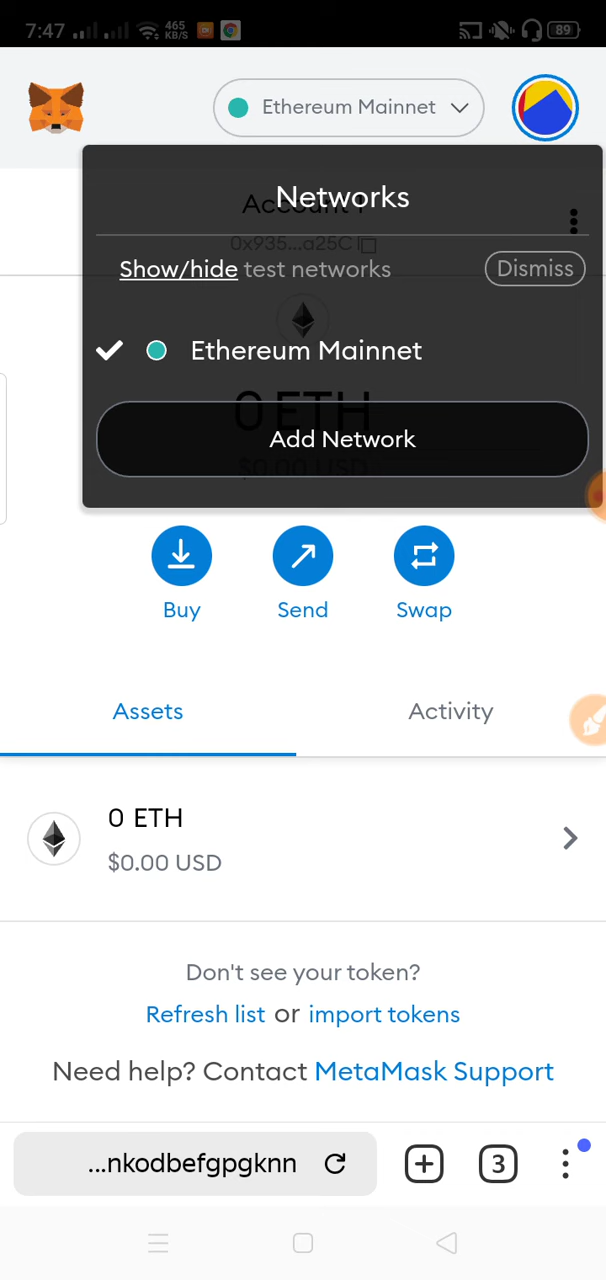 7:47 465 KB/S 89
Ethereum Mainnet
Networks
Account 1
0x935...a25C
Show/hide test networks Dismiss
Ethereum Mainnet
0 ETH
Add Network
$0.00 USD
Buy Send Swap
Assets Activity
0 ETH
$0.00 USD
Don't see your token?
Refresh list or import tokens
Need help? Contact MetaMask Support
...nkodbefgpgknn 3